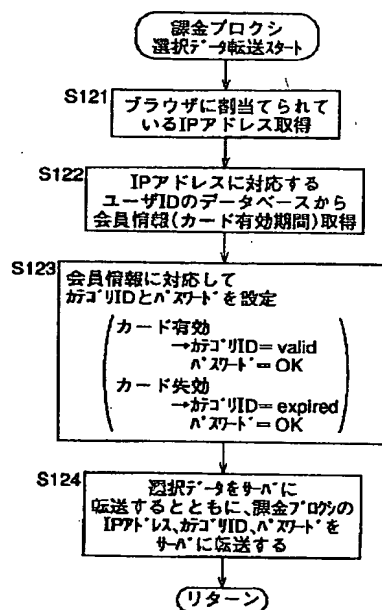 課金プロクシ
選択データ転送スタート
S121
ブラウザに割当てられて
いるIPアドレス取得
S122
IPアドレスに対応する
ユーザIDのデータベースから
会員情報(カード有効期間)取得
S123
会員情報に対応して
カテゴリIDとパスワードを設定
カード有効
→カテゴリID=valid
パスワード=OK
カード失効
→カテゴリID=expired
パスワード=OK
S124
選択データをサーバに
転送するとともに、課金プロクシの
IPアドレス、カテゴリID、パスワードを
サーバに転送する
リターン